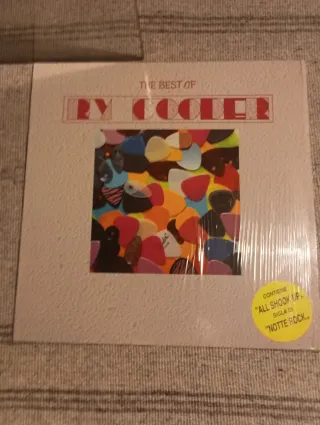 THE BEST OF
RY COODER
CONTIENE
"ALL SHOOK UP"
SIGLA DI
"NOTTE ROCK"